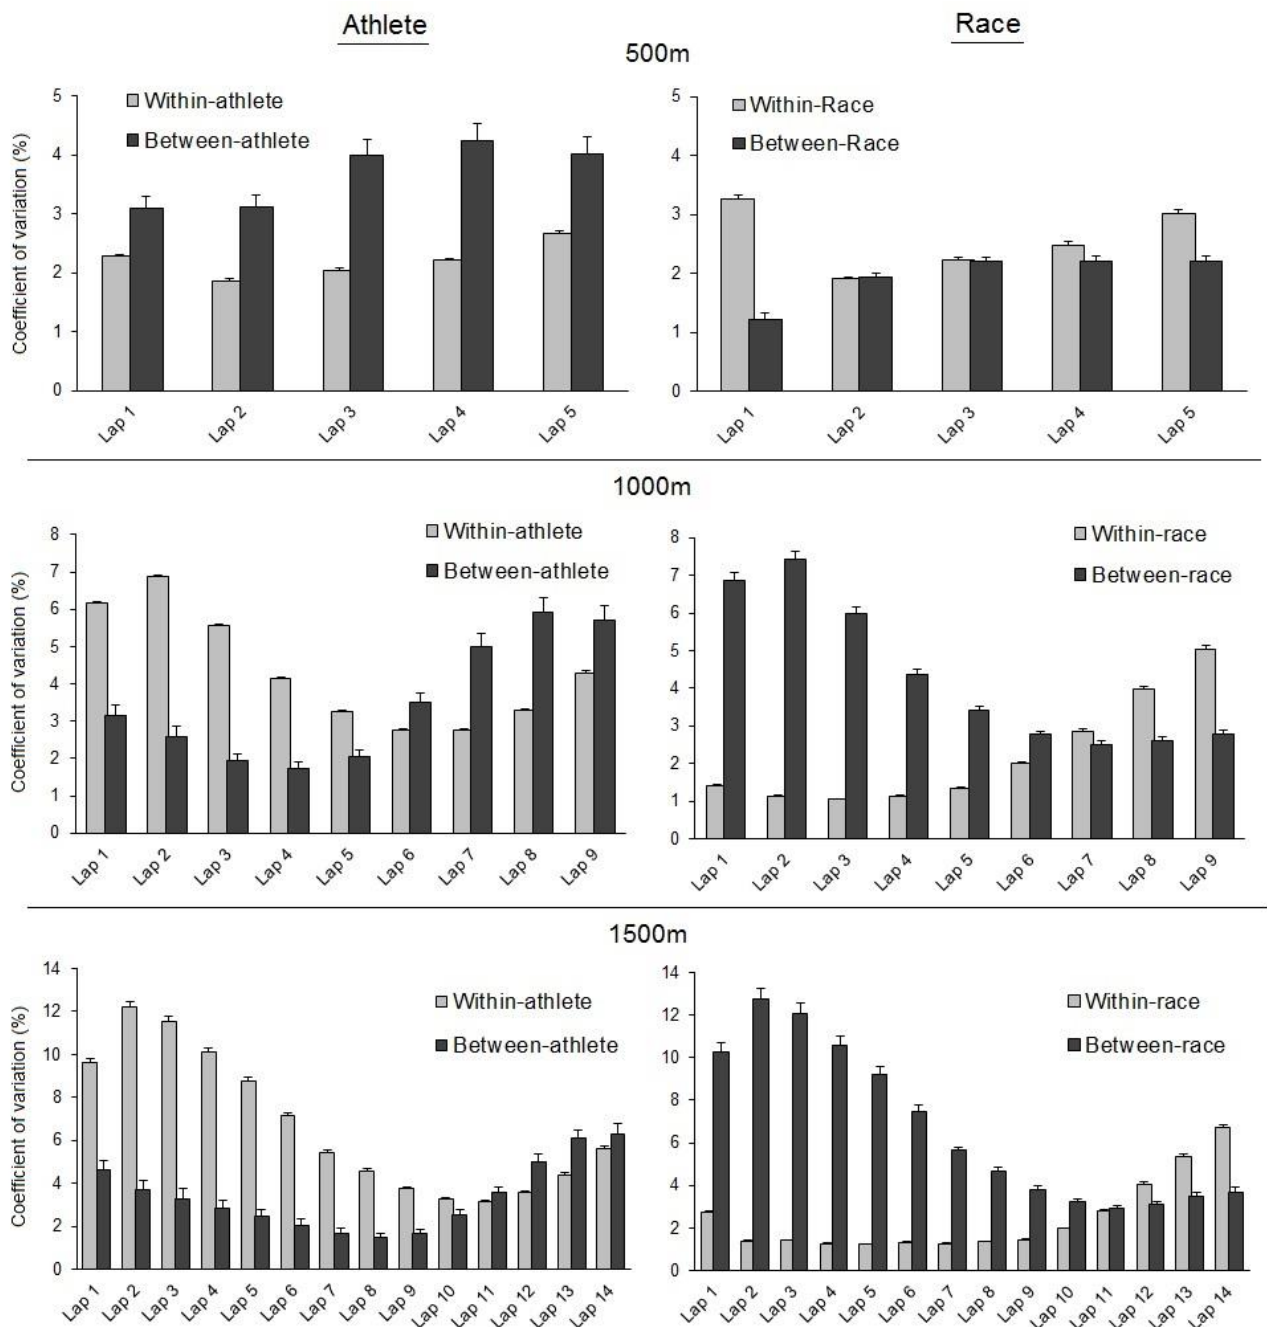 Athlete
Race
500m
Coefficient of variation (%)
5
4
3
2
1
0
Within-athlete
Between-athlete
Lap 1
Lap 2
Lap 3
Lap 4
Lap 5
5
4
3
2
1
0
Within-Race
Between-Race
Lap 1
Lap 2
Lap 3
Lap 4
Lap 5
1000m
Coefficient of variation (%)
8
7
6
5
4
3
2
1
0
Within-athlete
Between-athlete
Lap 1
Lap 2
Lap 3
Lap 4
Lap 5
Lap 6
Lap 7
Lap 8
Lap 9
8
7
6
5
4
3
2
1
0
Within-race
Between-race
Lap 1
Lap 2
Lap 3
Lap 4
Lap 5
Lap 6
Lap 7
Lap 8
Lap 9
1500m
Coefficient of variation (%)
14
12
10
8
6
4
2
0
Within-athlete
Between-athlete
Lap 1
Lap 2
Lap 3
Lap 4
Lap 5
Lap 6
Lap 7
Lap 8
Lap 9
Lap 10
Lap 11
Lap 12
Lap 13
Lap 14
14
12
10
8
6
4
2
0
Within-race
Between-race
Lap 1
Lap 2
Lap 3
Lap 4
Lap 5
Lap 6
Lap 7
Lap 8
Lap 9
Lap 10
Lap 11
Lap 12
Lap 13
Lap 14